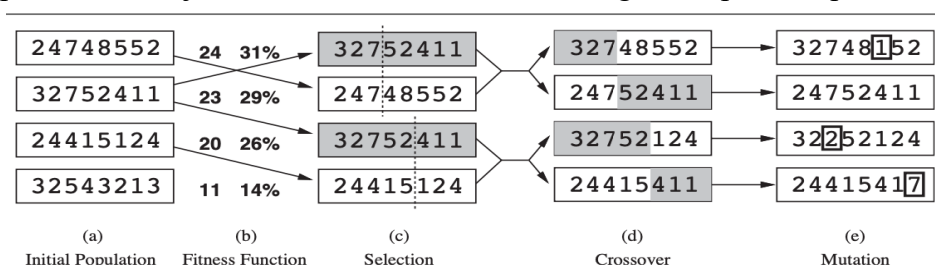 24748552 24 31% 32752411 32748552 32748152
32752411 23 29% 24748552 24752411 24752411
24415124 20 26% 32752411 32752124 32252124
32543213 11 14% 24415124 24415411 24415417
(a) (b) (c) (d) (e)
Initial Population Fitness Function Selection Crossover Mutation